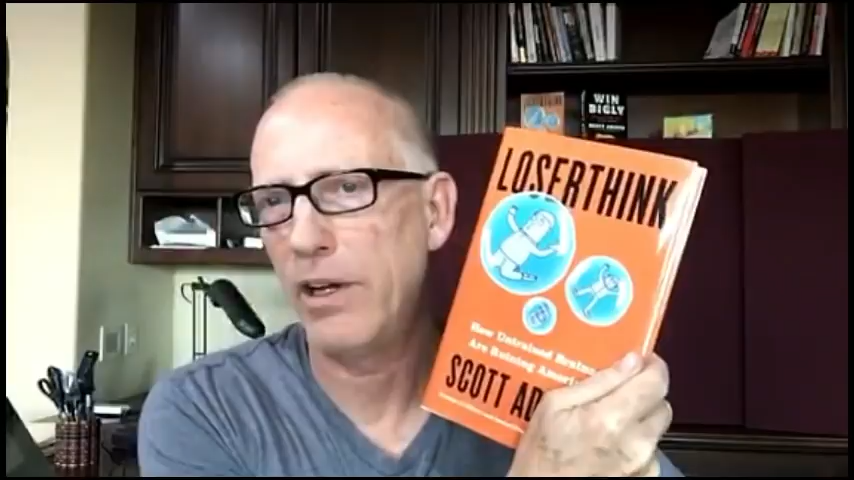 WIN
BIGLY
LOSERTHINK
How Untrained Brains
Are Ruining Ameri
SCOTT AD